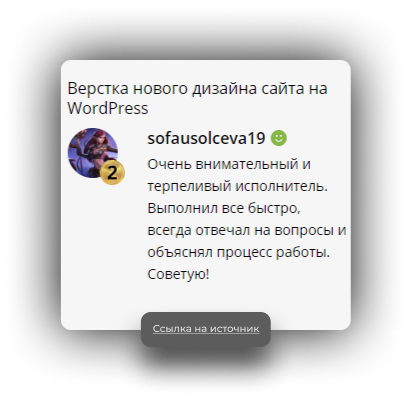 Верстка нового дизайна сайта на
WordPress
sofausolceva19
2
Очень внимательный и
терпеливый исполнитель.
Выполнил все быстро,
всегда отвечал на вопросы и
объяснял процесс работы.
Советую!
Ссылка на источник